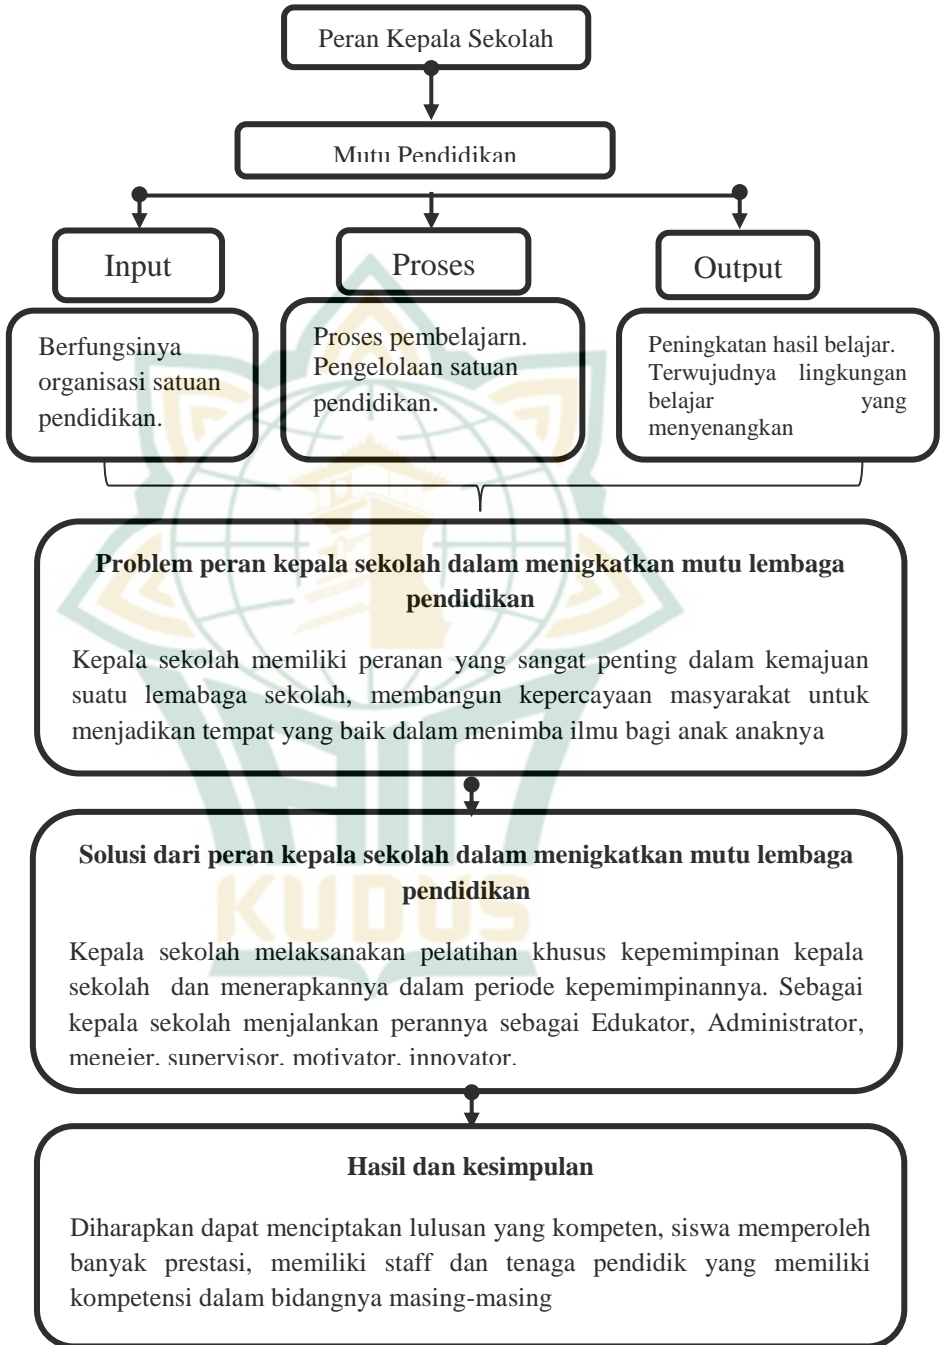 Peran Kepala Sekolah
Mutu Pendidikan
Input
Proses
Output
Berfungsinya
organisasi satuan
pendidikan.
Proses pembelajarn.
Pengelolaan satuan
pendidikan.
Peningkatan hasil belajar.
Terwujudnya lingkungan
belajar yang
menyenangkan
Problem peran kepala sekolah dalam menigkatkan mutu lembaga
pendidikan
Kepala sekolah memiliki peranan yang sangat penting dalam kemajuan
suatu lemabaga sekolah, membangun kepercayaan masyarakat untuk
menjadikan tempat yang baik dalam menimba ilmu bagi anak anaknya
Solusi dari peran kepala sekolah dalam menigkatkan mutu lembaga
pendidikan
Kepala sekolah melaksanakan pelatihan khusus kepemimpinan kepala
sekolah dan menerapkannya dalam periode kepemimpinannya. Sebagai
kepala sekolah menjalankan perannya sebagai Edukator, Administrator,
menejer, supervisor, motivator, innovator.
KUDUS
Hasil dan kesimpulan
Diharapkan dapat menciptakan lulusan yang kompeten, siswa memperoleh
banyak prestasi, memiliki staff dan tenaga pendidik yang memiliki
kompetensi dalam bidangnya masing-masing